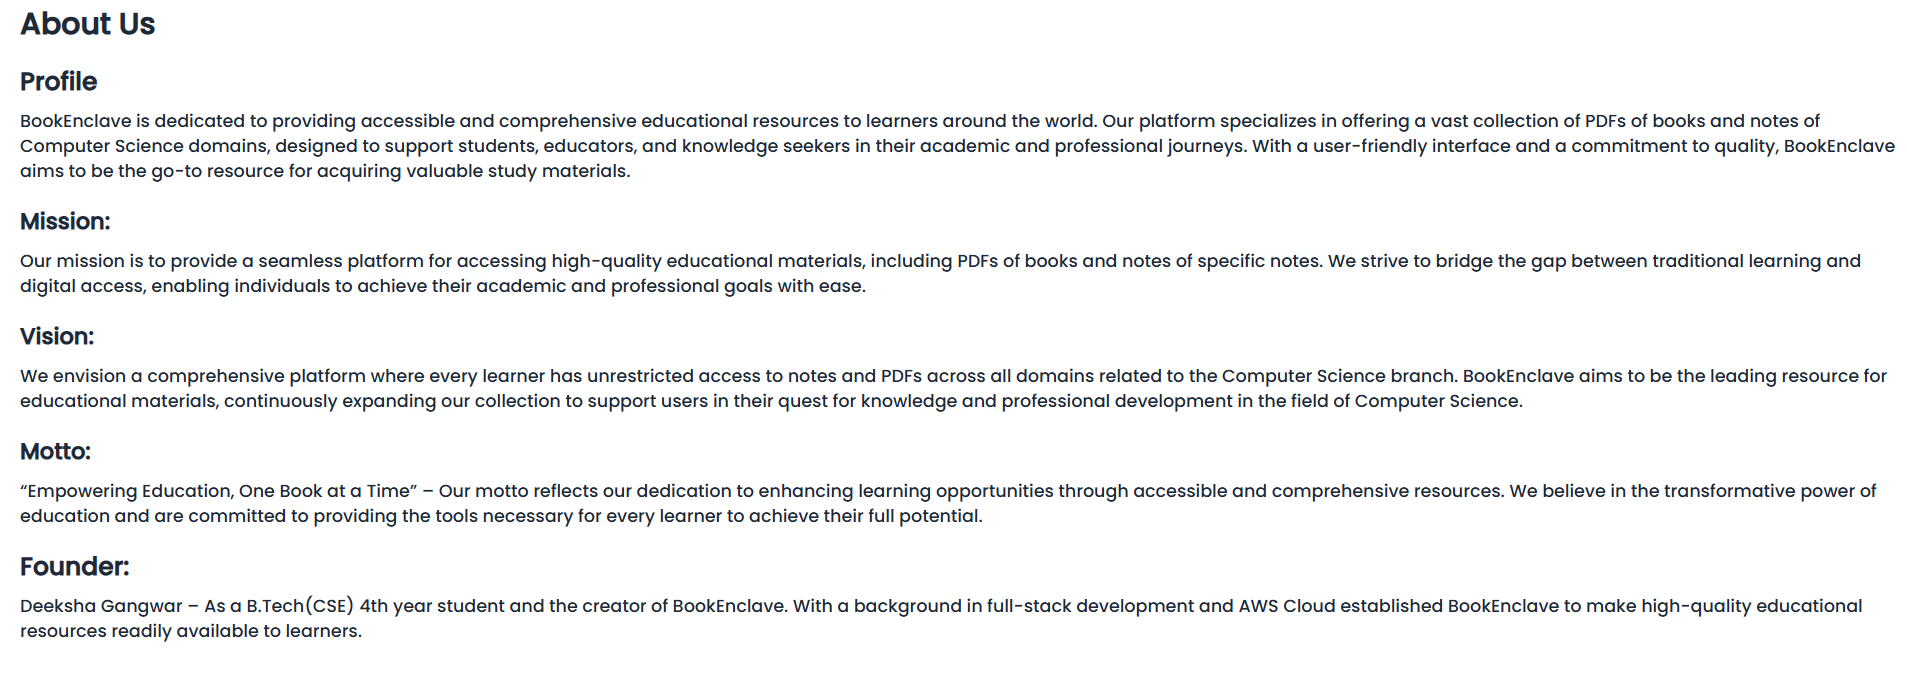 About Us
Profile
BookEnclave is dedicated to providing accessible and comprehensive educational resources to learners around the world. Our platform specializes in offering a vast collection of PDFs of books and notes of
Computer Science domains, designed to support students, educators, and knowledge seekers in their academic and professional journeys. With a user-friendly interface and a commitment to quality, BookEnclave
aims to be the go-to resource for acquiring valuable study materials.
Mission:
Our mission is to provide a seamless platform for accessing high-quality educational materials, including PDFs of books and notes of specific notes. We strive to bridge the gap between traditional learning and
digital access, enabling individuals to achieve their academic and professional goals with ease.
Vision:
We envision a comprehensive platform where every learner has unrestricted access to notes and PDFs across all domains related to the Computer Science branch. BookEnclave aims to be the leading resource for
educational materials, continuously expanding our collection to support users in their quest for knowledge and professional development in the field of Computer Science.
Motto:
“Empowering Education, One Book at a Time” – Our motto reflects our dedication to enhancing learning opportunities through accessible and comprehensive resources. We believe in the transformative power of
education and are committed to providing the tools necessary for every learner to achieve their full potential.
Founder:
Deeksha Gangwar – As a B.Tech(CSE) 4th year student and the creator of BookEnclave. With a background in full-stack development and AWS Cloud established BookEnclave to make high-quality educational
resources readily available to learners.